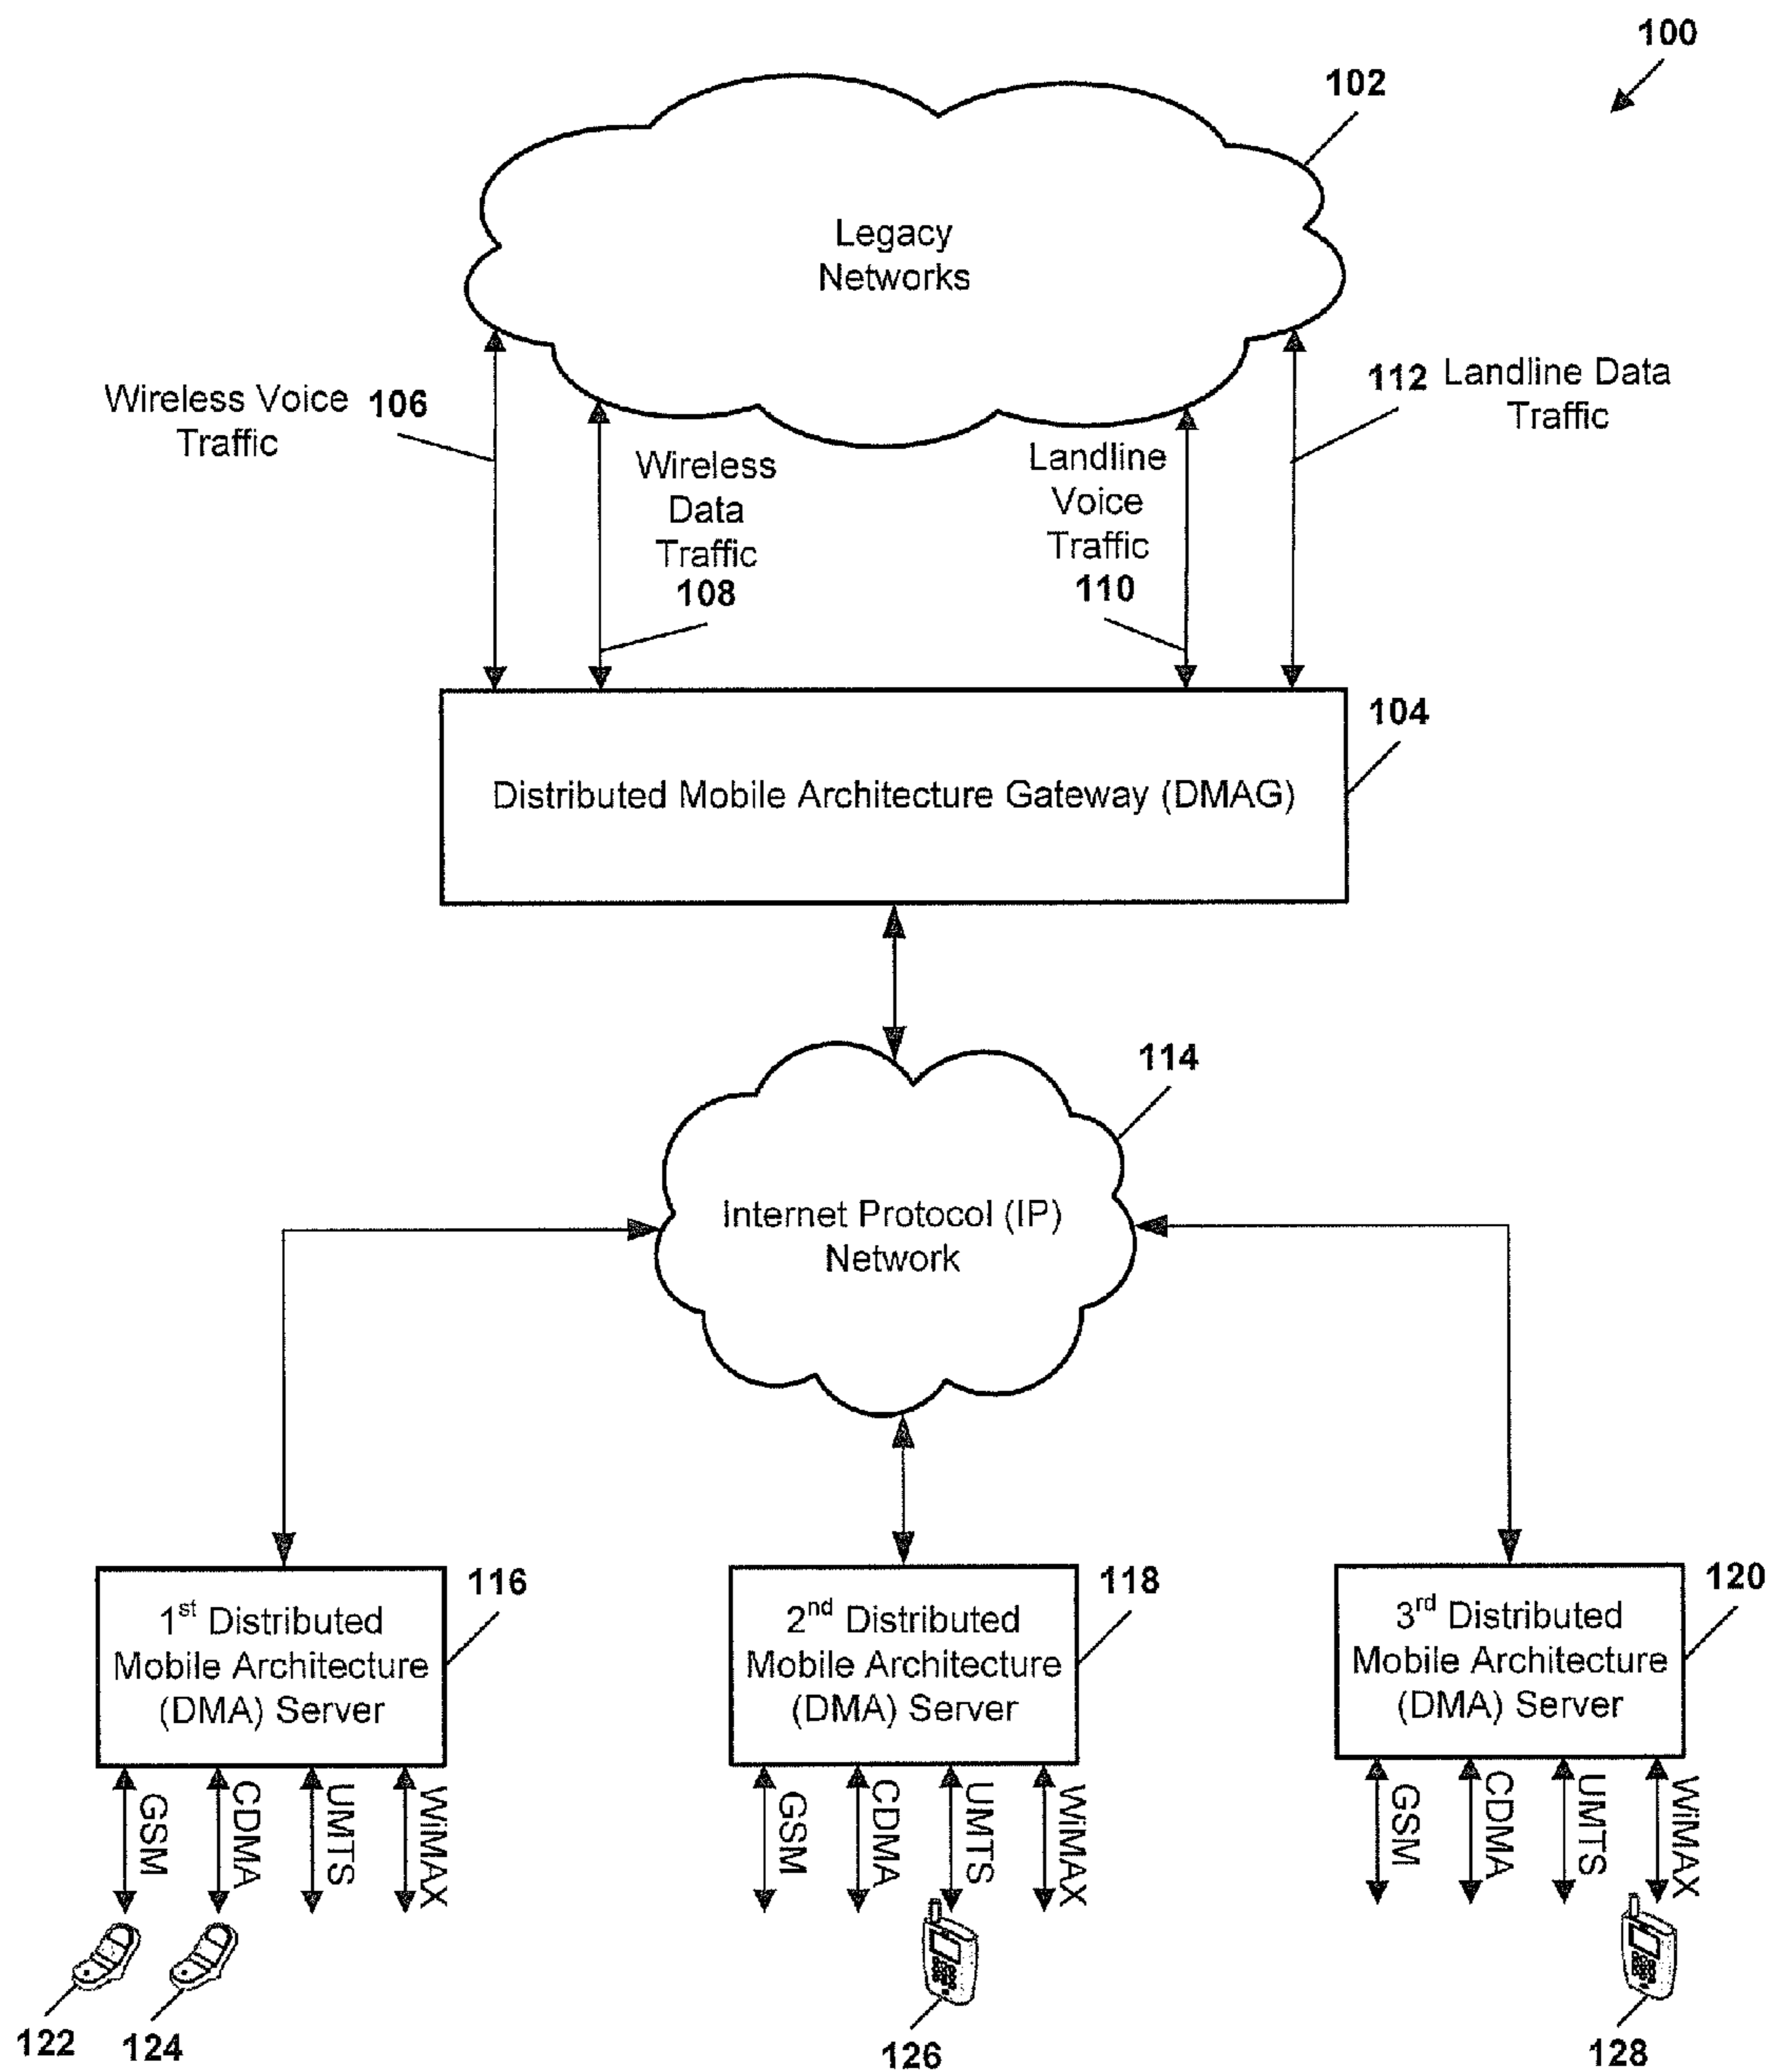 100
102
Legacy
Networks
Wireless Voice
Traffic
106
112
Landline Data
Traffic
Wireless
Data
Traffic
108
Landline
Voice
Traffic
110
104
Distributed Mobile Architecture Gateway (DMAG)
114
Internet Protocol (IP)
Network
116
1st Distributed
Mobile Architecture
(DMA) Server
118
2nd Distributed
Mobile Architecture
(DMA) Server
120
3rd Distributed
Mobile Architecture
(DMA) Server
GSM
CDMA
UMTS
WiMAX
GSM
CDMA
UMTS
WiMAX
GSM
CDMA
UMTS
WiMAX
122
124
126
128